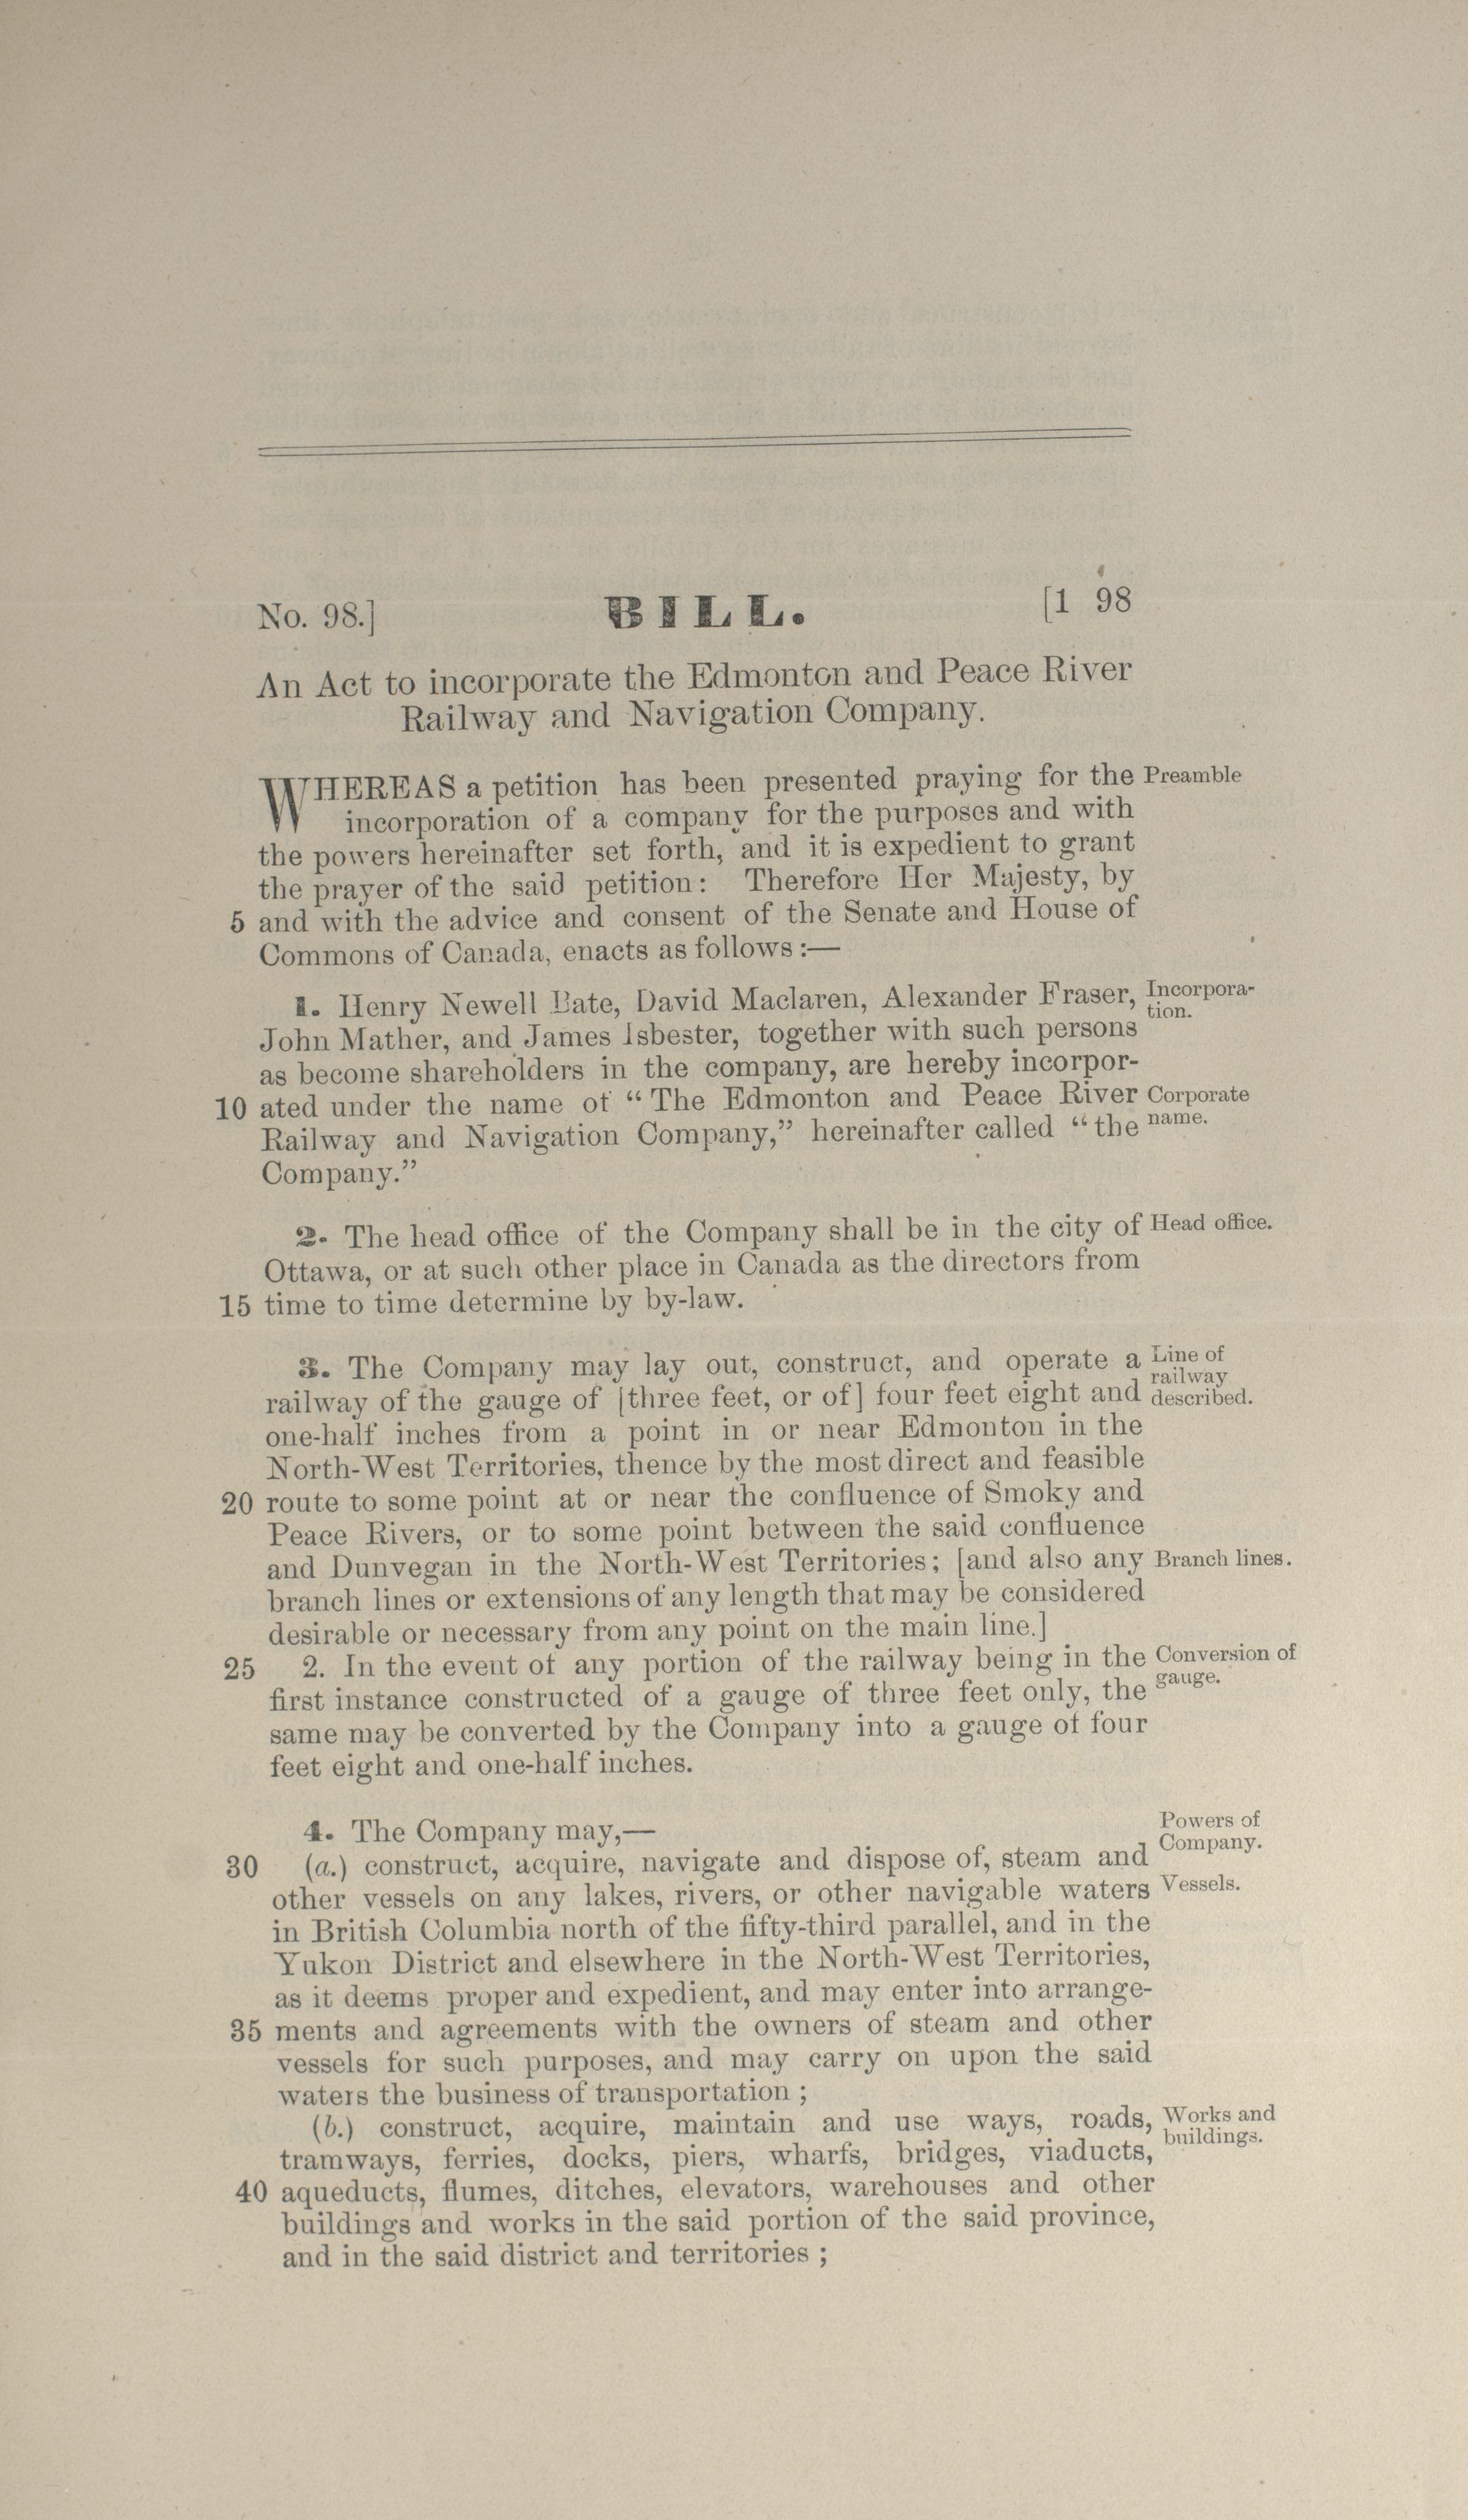 No. 98.] BILL. [1 98
An Act to incorporate the Edmonton and Peace River
Railway and Navigation Company.
WHEREAS a petition has been presented praying for the Preamble
incorporation of a company for the purposes and with
the powers hereinafter set forth, and it is expedient to grant
the prayer of the said petition: Therefore Her Majesty, by
5 and with the advice and consent of the Senate and House of
Commons of Canada, enacts as follows:—
1. Henry Newell Bate, David Maclaren, Alexander Fraser, Incorpora-
tion.
John Mather, and James Isbester, together with such persons
as become shareholders in the company, are hereby incorpor-
10 ated under the name of "The Edmonton and Peace River Corporate
Railway and Navigation Company," hereinafter called "the name.
Company."
2. The head office of the Company shall be in the city of Head office.
Ottawa, or at such other place in Canada as the directors from
15 time to time determine by by-law.
3. The Company may lay out, construct, and operate a Line of
railway
railway of the gauge of [three feet, or of] four feet eight and described.
one-half inches from a point in or near Edmonton in the
North-West Territories, thence by the most direct and feasible
20 route to some point at or near the confluence of Smoky and
Peace Rivers, or to some point between the said confluence
and Dunvegan in the North-West Territories; [and also any Branch lines.
branch lines or extensions of any length that may be considered
desirable or necessary from any point on the main line.]
25 2. In the event of any portion of the railway being in the Conversion of
first instance constructed of a gauge of three feet only, the gauge.
same may be converted by the Company into a gauge of four
feet eight and one-half inches.
4. The Company may,— Powers of
Company.
30 (a.) construct, acquire, navigate and dispose of, steam and
other vessels on any lakes, rivers, or other navigable waters Vessels.
in British Columbia north of the fifty-third parallel, and in the
Yukon District and elsewhere in the North-West Territories,
as it deems proper and expedient, and may enter into arrange-
35 ments and agreements with the owners of steam and other
vessels for such purposes, and may carry on upon the said
waters the business of transportation;
(b.) construct, acquire, maintain and use ways, roads, Works and
tramways, ferries, docks, piers, wharfs, bridges, viaducts, buildings.
40 aqueducts, flumes, ditches, elevators, warehouses and other
buildings and works in the said portion of the said province,
and in the said district and territories;